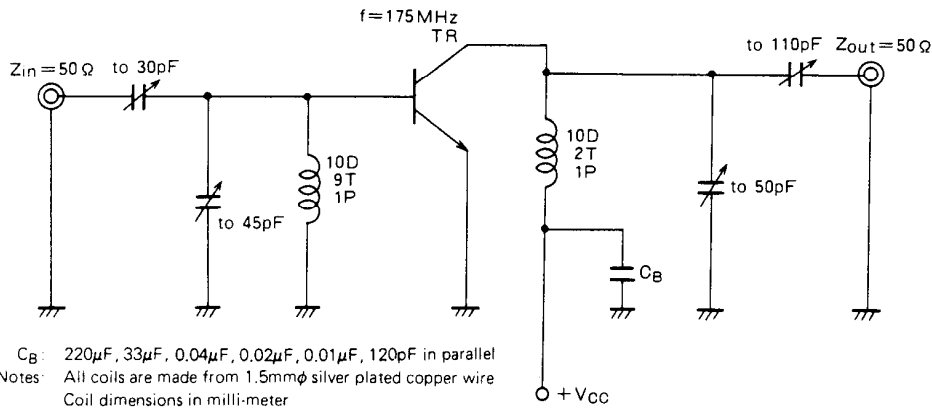 f=175MHz
TR
Zin=50Ω
to 30pF
to 110pF
Zout=50Ω
10D
9T
1P
to 45pF
10D
2T
1P
to 50pF
CB
CB: 220μF, 33μF, 0.04μF, 0.02μF, 0.01μF, 120pF in parallel
Notes: All coils are made from 1.5mmφ silver plated copper wire
Coil dimensions in milli-meter
+VCC